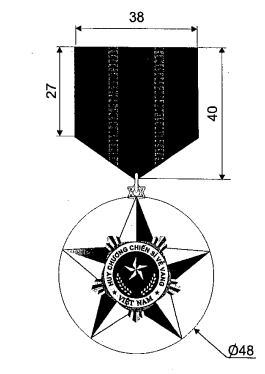 38
27
40
HUY CHƯƠNG CHIẾN SĨ VẺ VANG
VIỆT NAM
Ø48